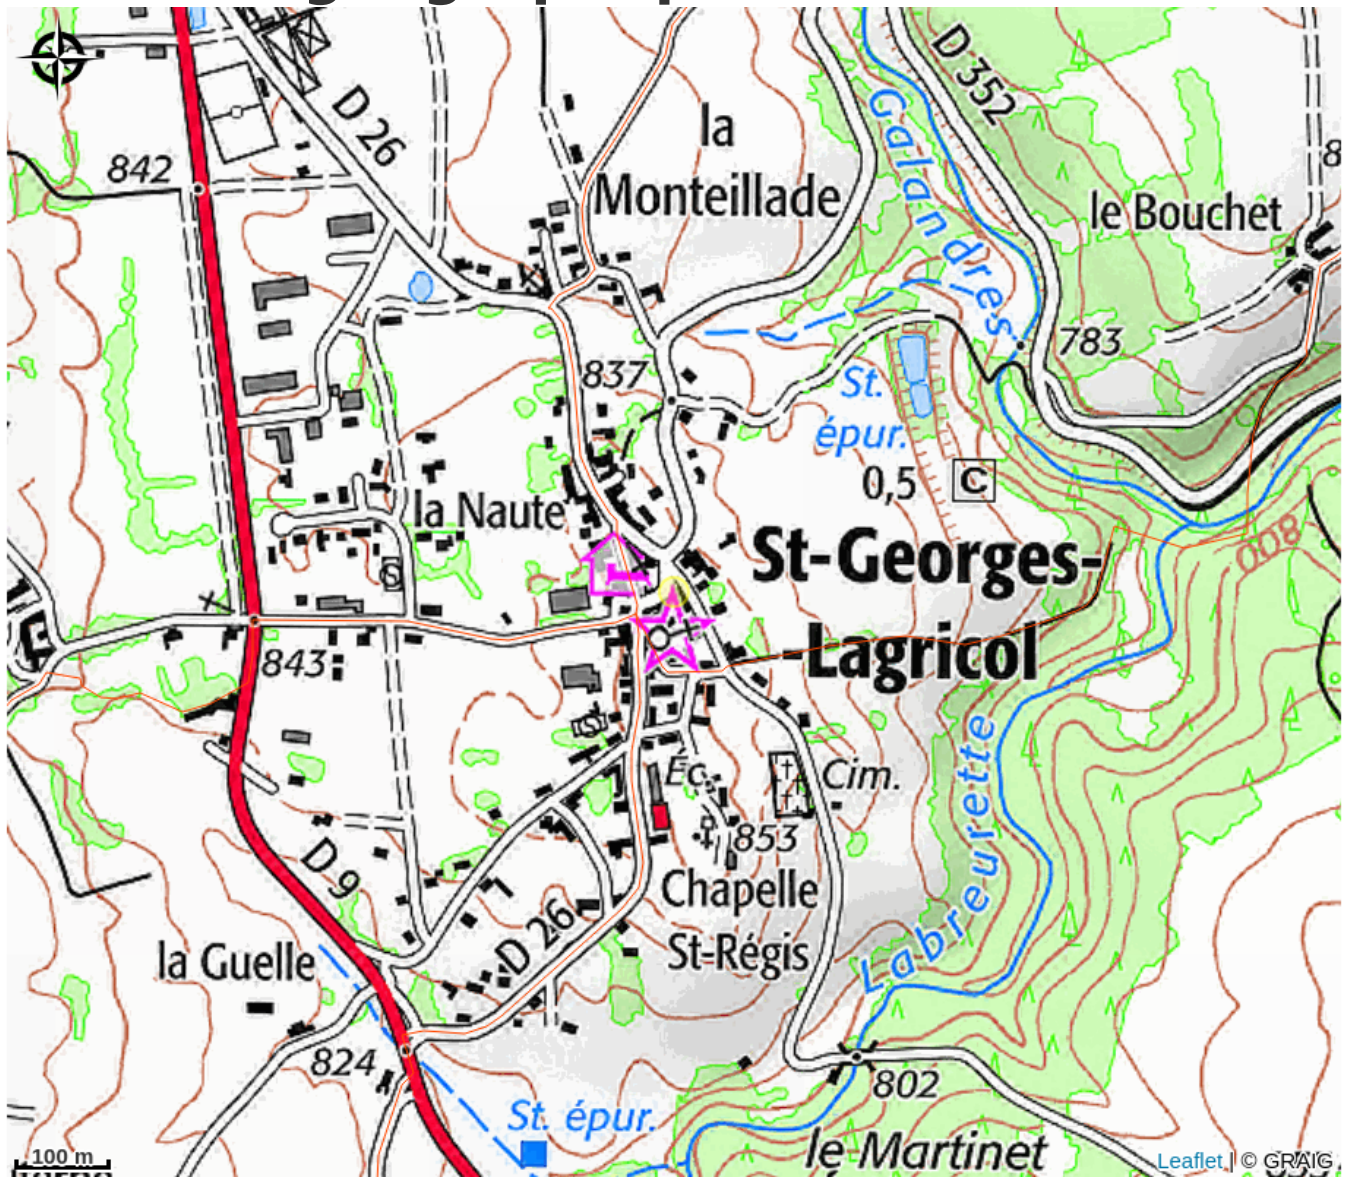 D 26
D 352
la
Monteillade
Galandres
842
8
le Bouchet
783
837
St.
épur.
0,5
C
la Naute
St-Georges-
-Lagricol
800
S
843
S
Éc.
Cim.
853
Labreurette
D 9
Chapelle
St-Régis
D 26
la Guelle
824
802
St. épur.
le Martinet
100 m
Leaflet | © GRAIG